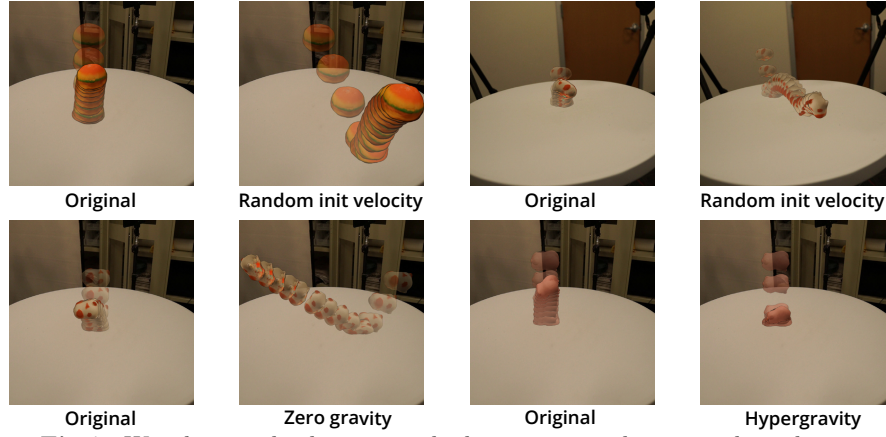 Original
Random init velocity
Original
Random init velocity
Original
Zero gravity
Original
Hypergravity